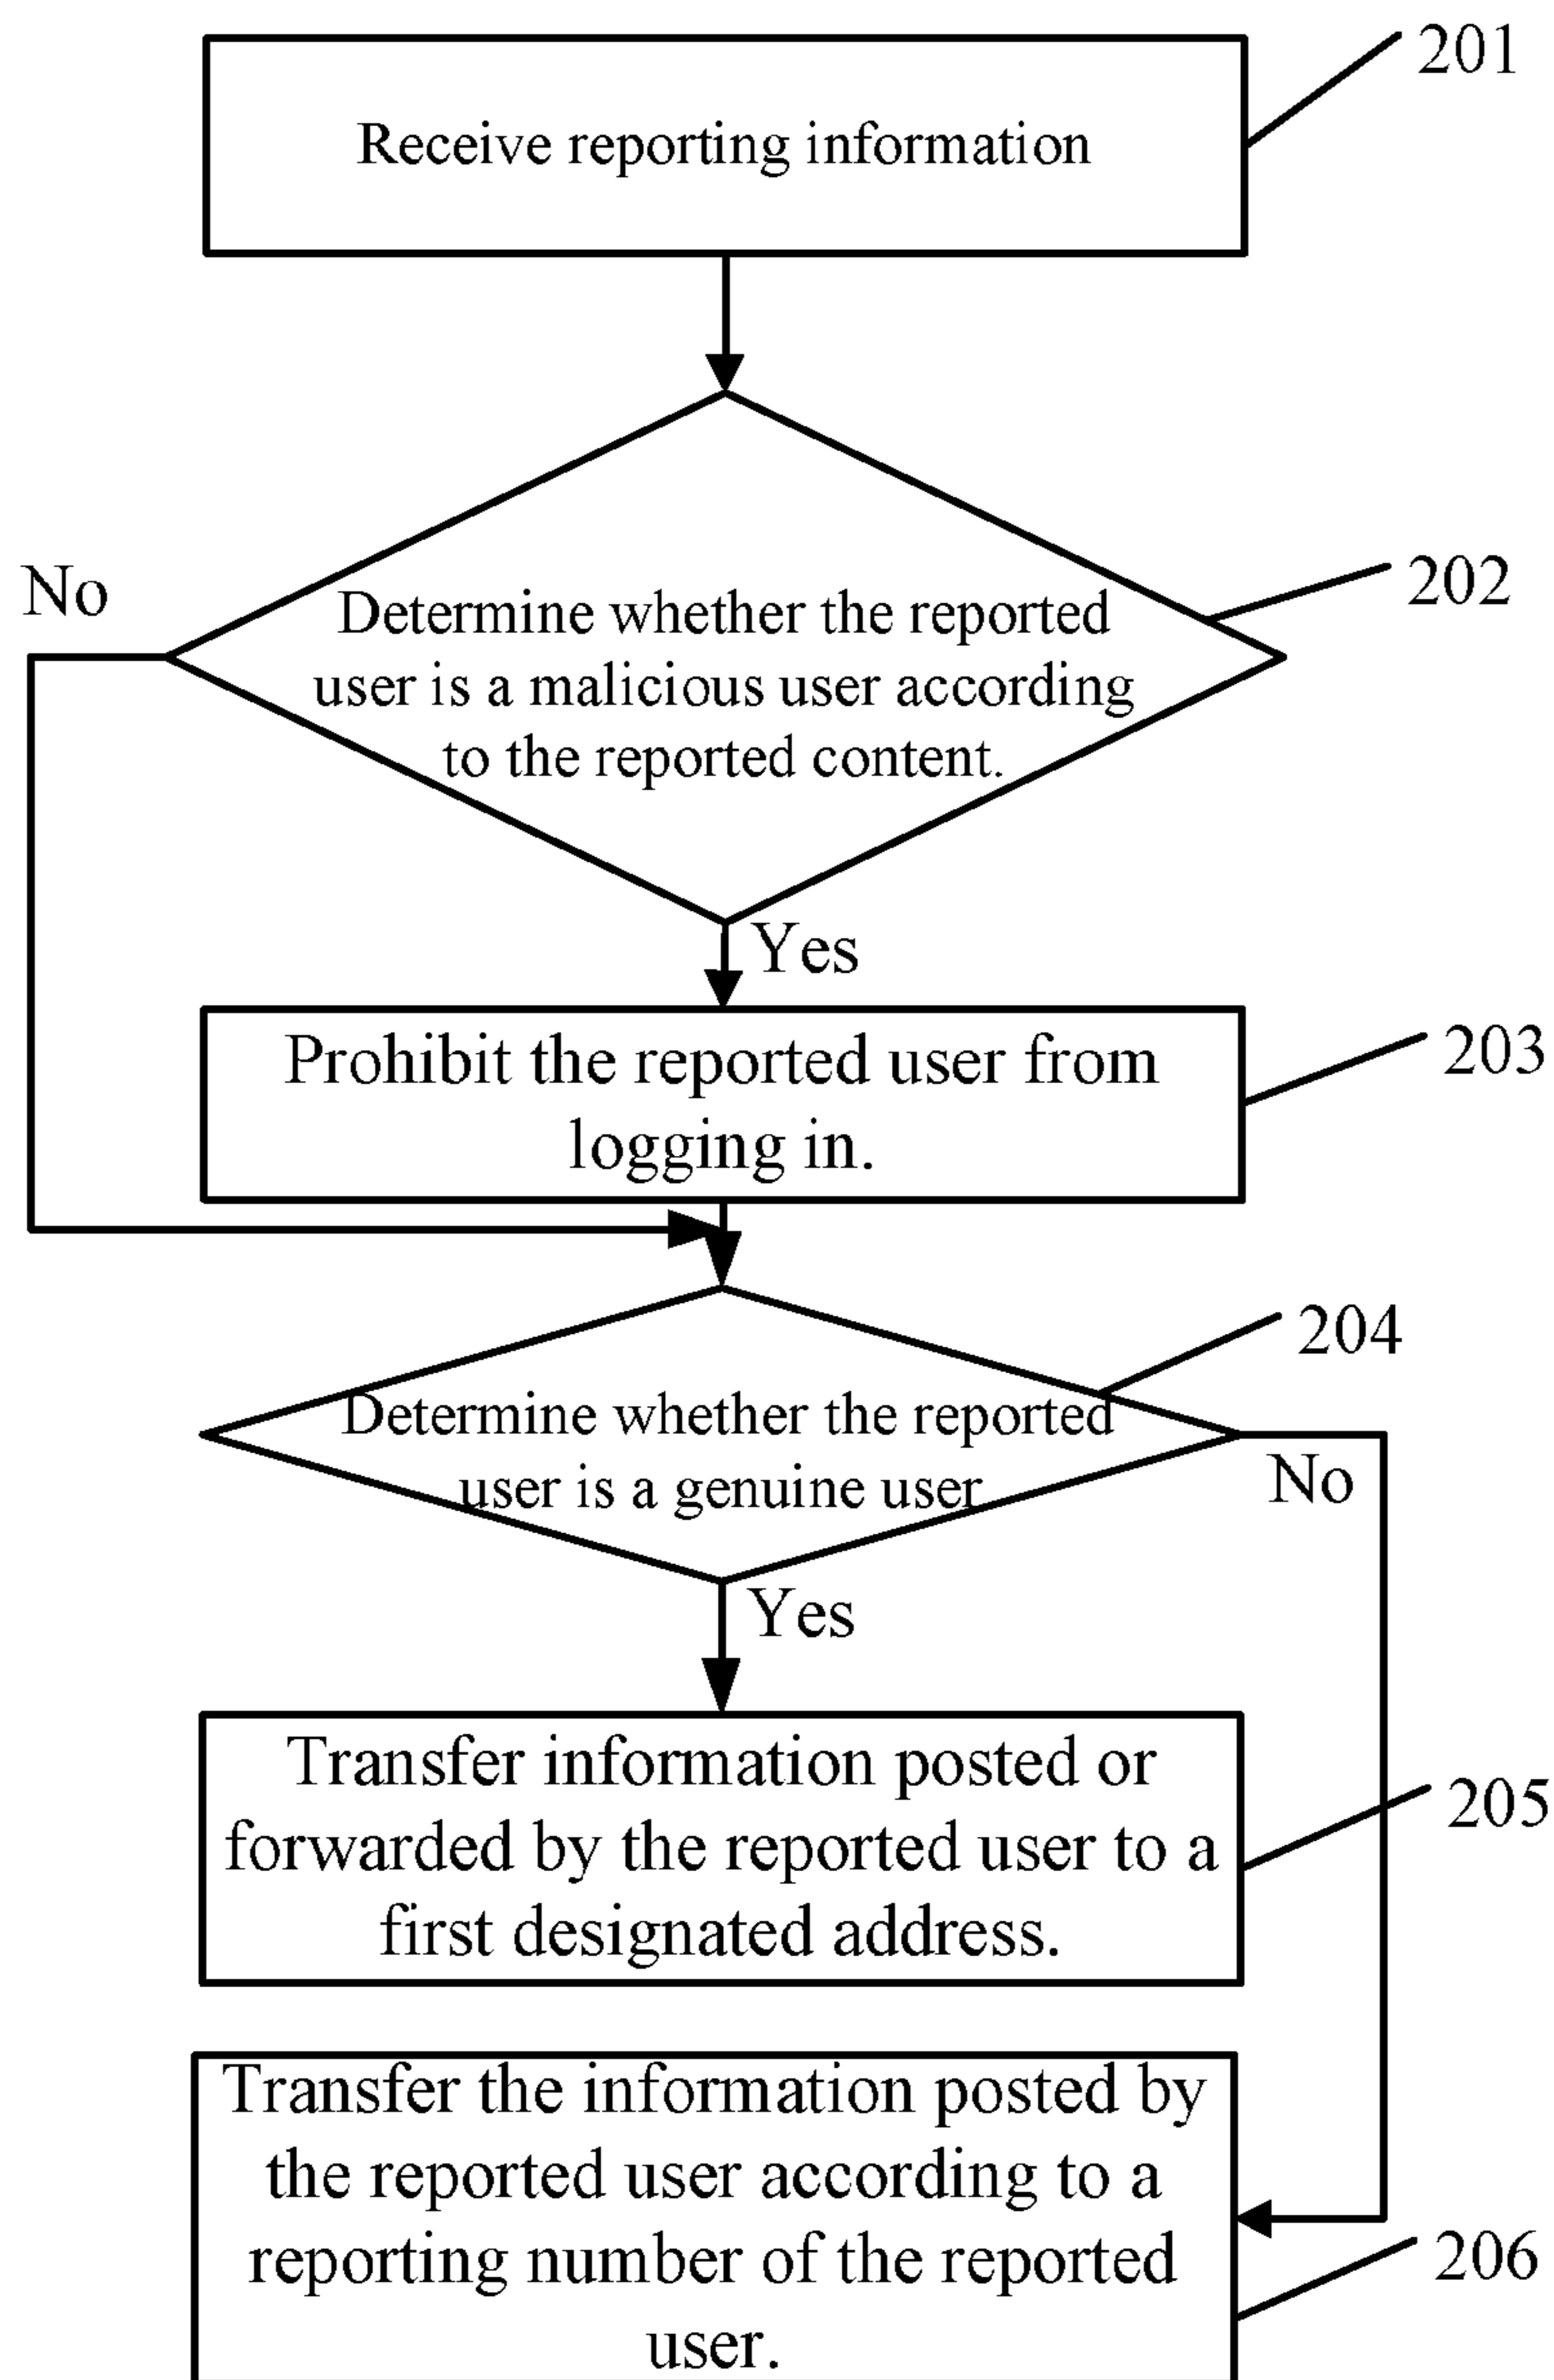 201
Receive reporting information
No
202
Determine whether the reported
user is a malicious user according
to the reported content.
Yes
Prohibit the reported user from
logging in.
203
204
Determine whether the reported
user is a genuine user
No
Yes
Transfer information posted or
forwarded by the reported user to a
first designated address.
205
Transfer the information posted by
the reported user according to a
reporting number of the reported
user.
206